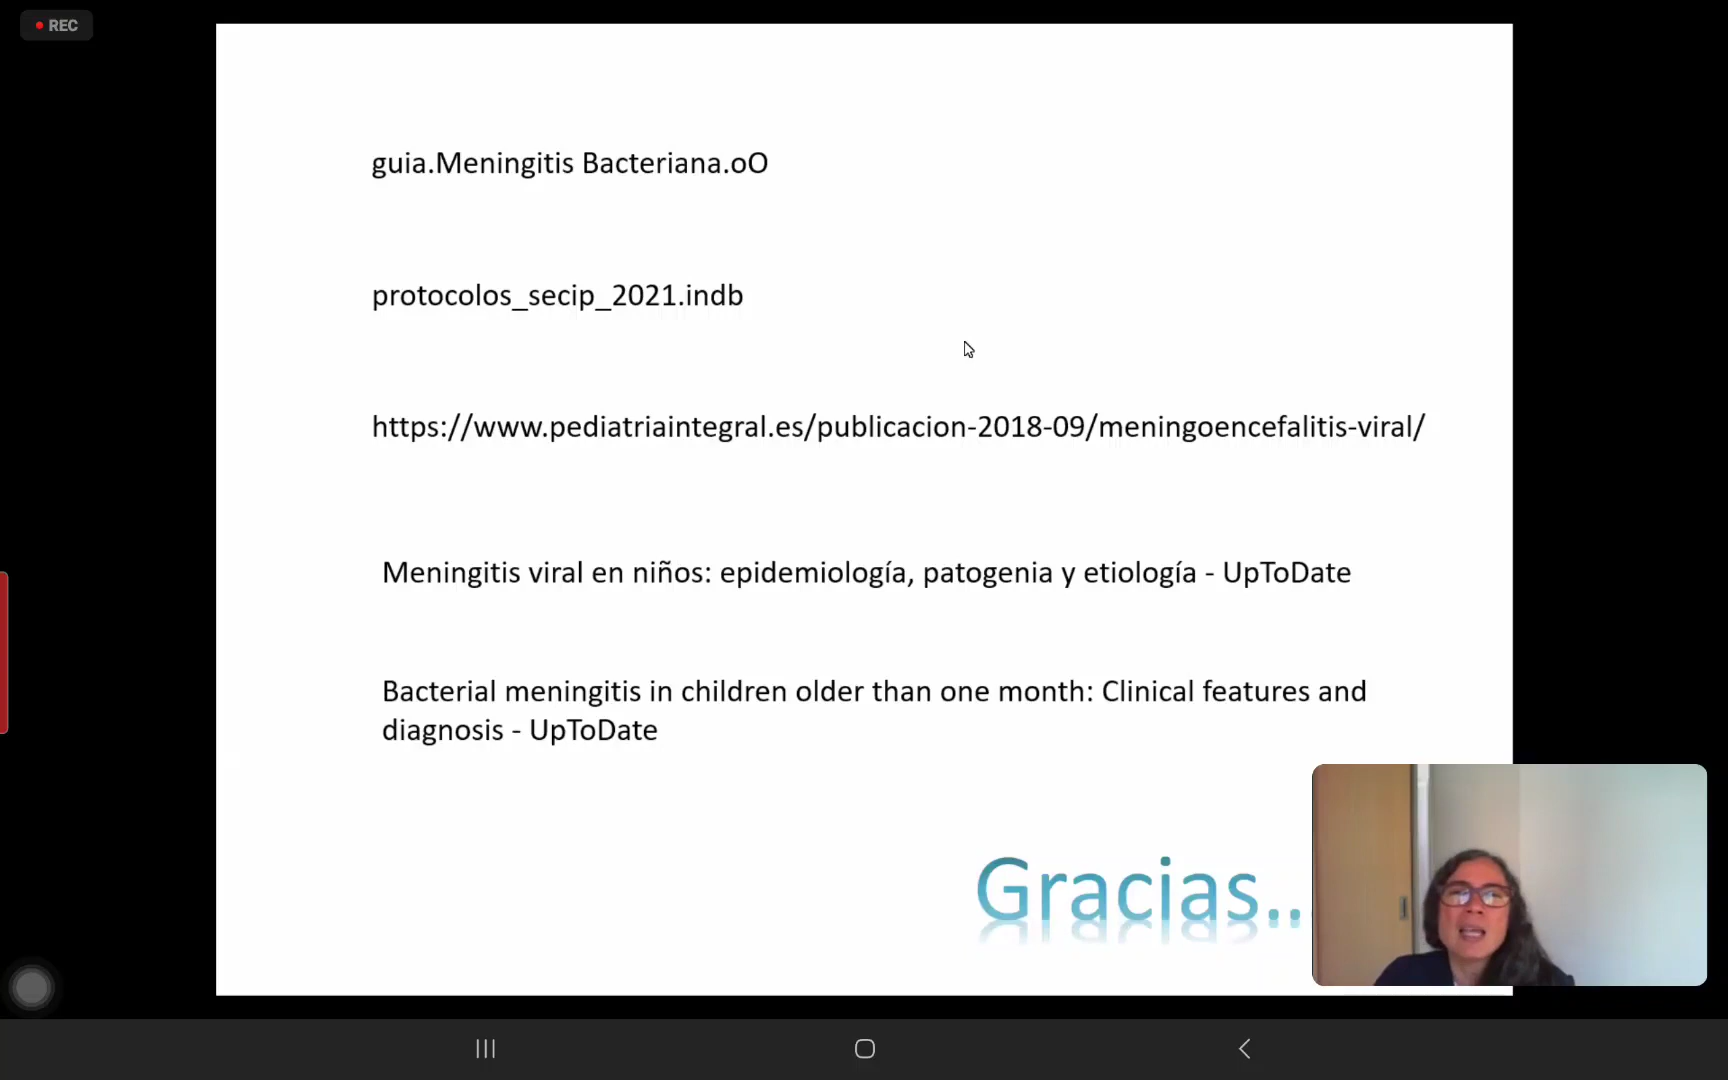 REC
guia.Meningitis Bacteriana.oO
protocolos_secip_2021.indb
https://www.pediatriaintegral.es/publicacion-2018-09/meningoencefalitis-viral/
Meningitis viral en niños: epidemiología, patogenia y etiología - UpToDate
Bacterial meningitis in children older than one month: Clinical features and
diagnosis - UpToDate
Gracias...